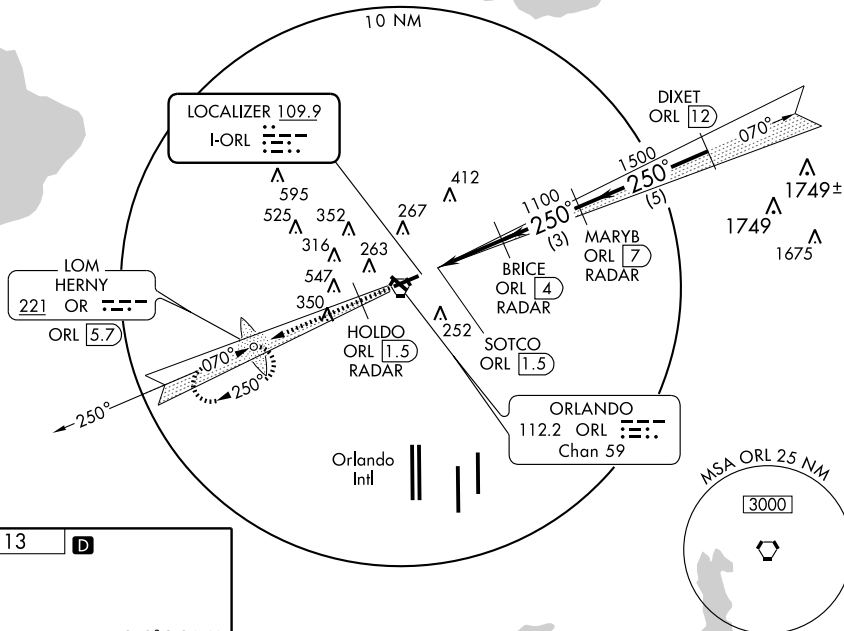 10 NM
LOCALIZER 109.9
I-ORL
DIXET
ORL 12
070°
1500
250°
(5)
1100
250°
(3)
MARYB
ORL 7
RADAR
BRICE
ORL 4
RADAR
1749±
1749
1675
595
412
525
352
267
316
263
547
350
252
LOM
HERNY
221 OR
ORL 5.7
HOLDO
ORL 1.5
RADAR
SOTCO
ORL 1.5
070°
250°
250°
ORLANDO
112.2 ORL
Chan 59
Orlando
Intl
MSA ORL 25 NM
3000
13 D